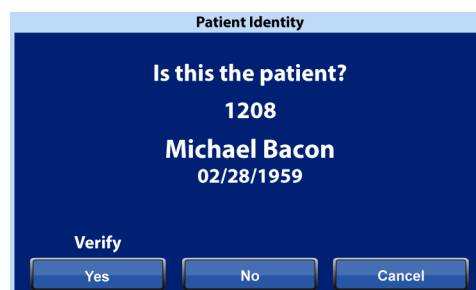 Patient Identity
Is this the patient?
1208
Michael Bacon
02/28/1959
Verify
Yes No Cancel